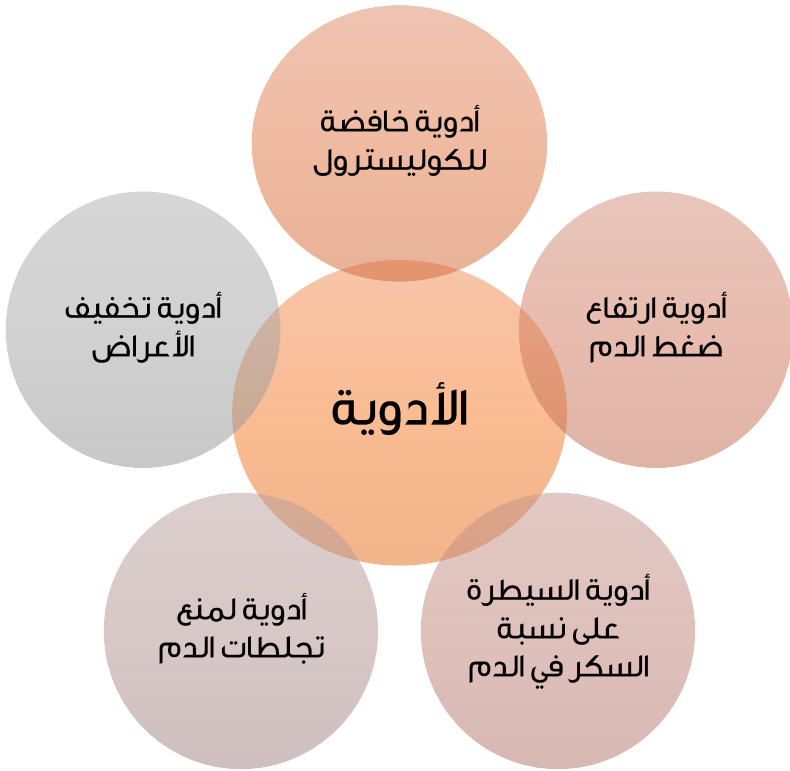 أدوية خافضة
للكوليسترول
أدوية ارتفاع
ضغط الدم
أدوية تخفيف
الأعراض
الأدوية
أدوية السيطرة
على نسبة
السكر في الدم
أدوية لمنع
تجلطات الدم